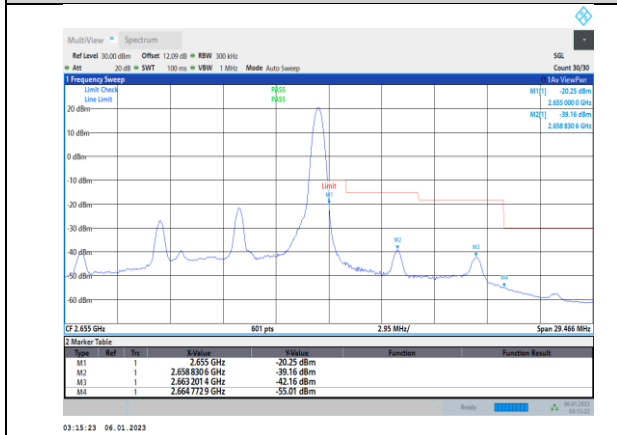 MultiView Spectrum
Ref Level 30.00 dBm Offset 12.09 dB RBW 300 kHz SGL
Att 20 dB SWT 100 ms VBW 1 MHz Mode Auto Sweep Count 30/30
1 Frequency Sweep 1Av ViewPwr
Limit Check PASS M1[1] -20.25 dBm
Line Limit PASS 2.655 000 0 GHz
20 dBm M2[1] -39.16 dBm
10 dBm 2.658 830 6 GHz
0 dBm
-10 dBm
Limit
M1
-20 dBm
-30 dBm
M2
M3
-40 dBm
-50 dBm
M4
-60 dBm
CF 2.655 GHz 601 pts 2.95 MHz/ Span 29.466 MHz
2 Marker Table
Type Ref Trc X-Value Y-Value Function Function Result
M1 1 2.655 GHz -20.25 dBm
M2 1 2.658 830 6 GHz -39.16 dBm
M3 1 2.663 201 4 GHz -42.16 dBm
M4 1 2.664 772 9 GHz -55.01 dBm
Ready 06.01.2023
03:15:22
03:15:23 06.01.2023